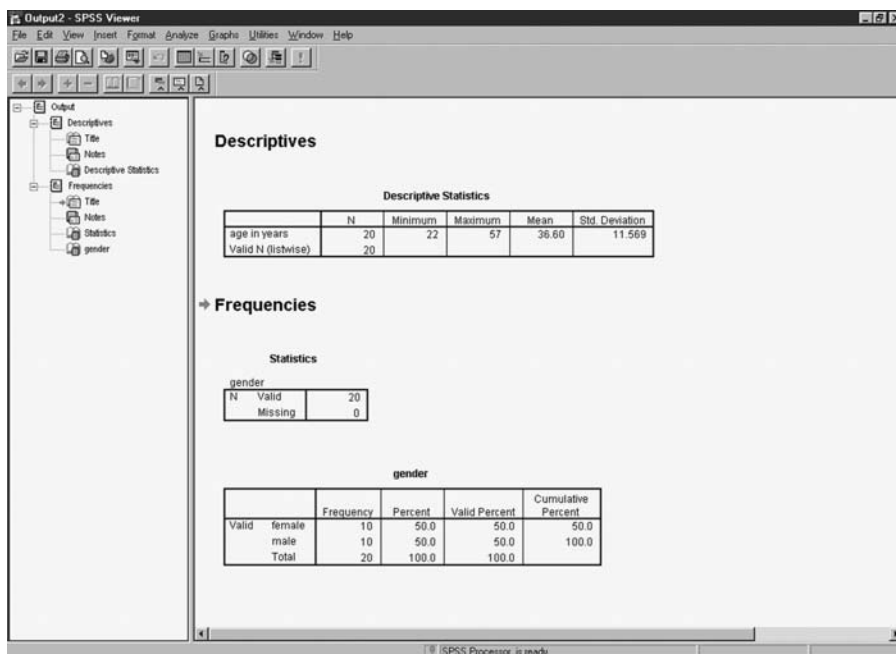 Output2 - SPSS Viewer
File Edit View Insert Format Analyze Graphs Utilities Window Help
Output
Descriptives
Title
Notes
Descriptive Statistics
Frequencies
Title
Notes
Statistics
gender
Descriptives
Descriptive Statistics
N Minimum Maximum Mean Std. Deviation
age in years 20 22 57 36.60 11.569
Valid N (listwise) 20
Frequencies
Statistics
gender
N Valid 20
Missing 0
gender
Frequency Percent Valid Percent Cumulative Percent
Valid female 10 50.0 50.0 50.0
male 10 50.0 50.0 100.0
Total 20 100.0 100.0
SPSS Processor is ready